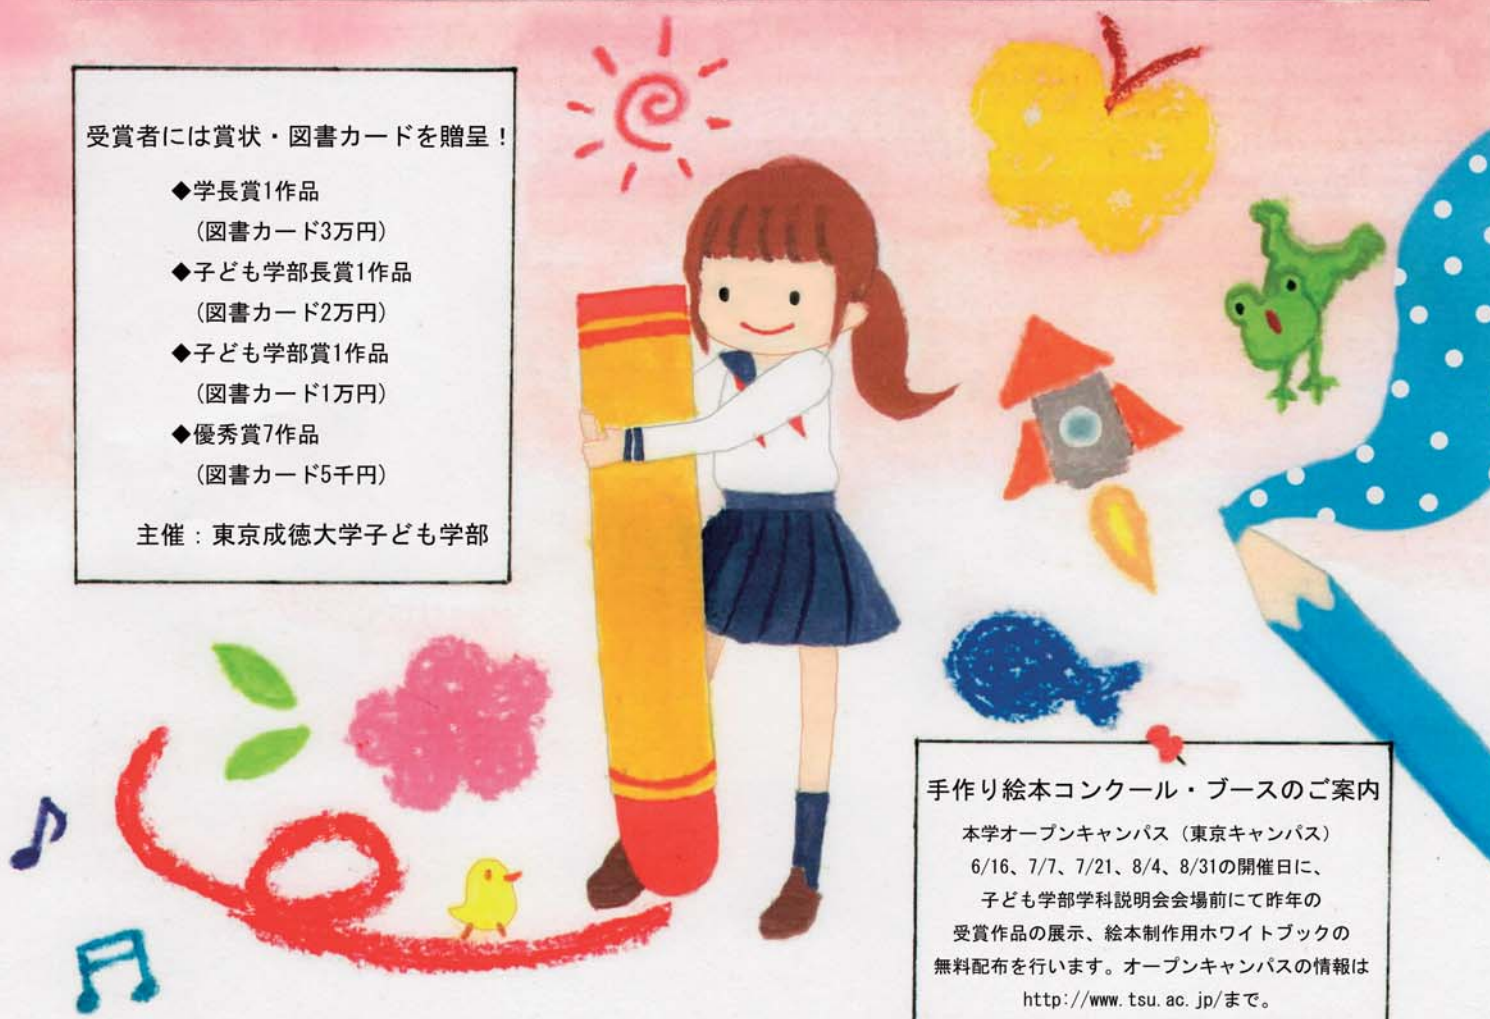 受賞者には賞状・図書カードを贈呈！
◆学長賞1作品
（図書カード3万円）
◆子ども学部長賞1作品
（図書カード2万円）
◆子ども学部賞1作品
（図書カード1万円）
◆優秀賞7作品
（図書カード5千円）
主催：東京成徳大学子ども学部
手作り絵本コンクール・ブースのご案内
本学オープンキャンパス（東京キャンパス）
6/16、7/7、7/21、8/4、8/31の開催日に、
子ども学部学科説明会会場前にて昨年の
受賞作品の展示、絵本制作用ホワイトブックの
無料配布を行います。オープンキャンパスの情報は
http://www.tsu.ac.jp/まで。